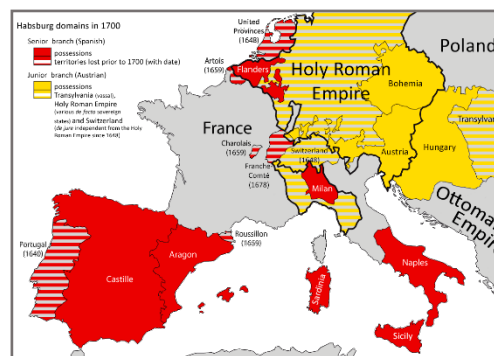 Habsburg domains in 1700
Senior branch (Spanish)
possessions
territories lost prior to 1700 (with date)
Junior branch (Austrian)
possessions
Transylvania (vassal),
Holy Roman Empire
(various de facto sovereign
states) and Switzerland
(de jure independent from the Holy
Roman Empire since 1648)
United
Provinces
(1648)
Artois
(1659)
Flanders
Holy Roman
Empire
Poland
Bohemia
France
Charolais
(1659)
Franche
Comté
(1678)
Switzerland
(1648)
Austria
Hungary
Transylvan
Milan
Ottoman
Empire
Portugal
(1640)
Castille
Aragon
Roussillon
(1659)
Sardinia
Naples
Sicily